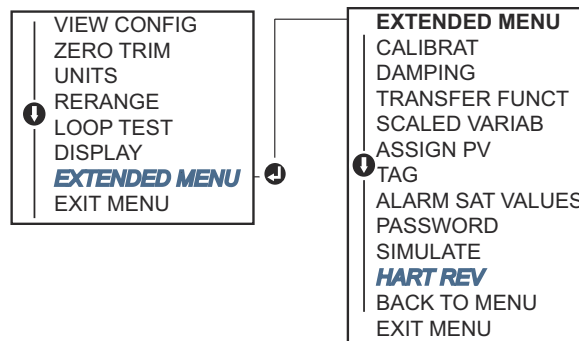 VIEW CONFIG
ZERO TRIM
UNITS
RERANGE
LOOP TEST
DISPLAY
EXTENDED MENU
EXIT MENU
EXTENDED MENU
CALIBRAT
DAMPING
TRANSFER FUNCT
SCALED VARIAB
ASSIGN PV
TAG
ALARM SAT VALUES
PASSWORD
SIMULATE
HART REV
BACK TO MENU
EXIT MENU